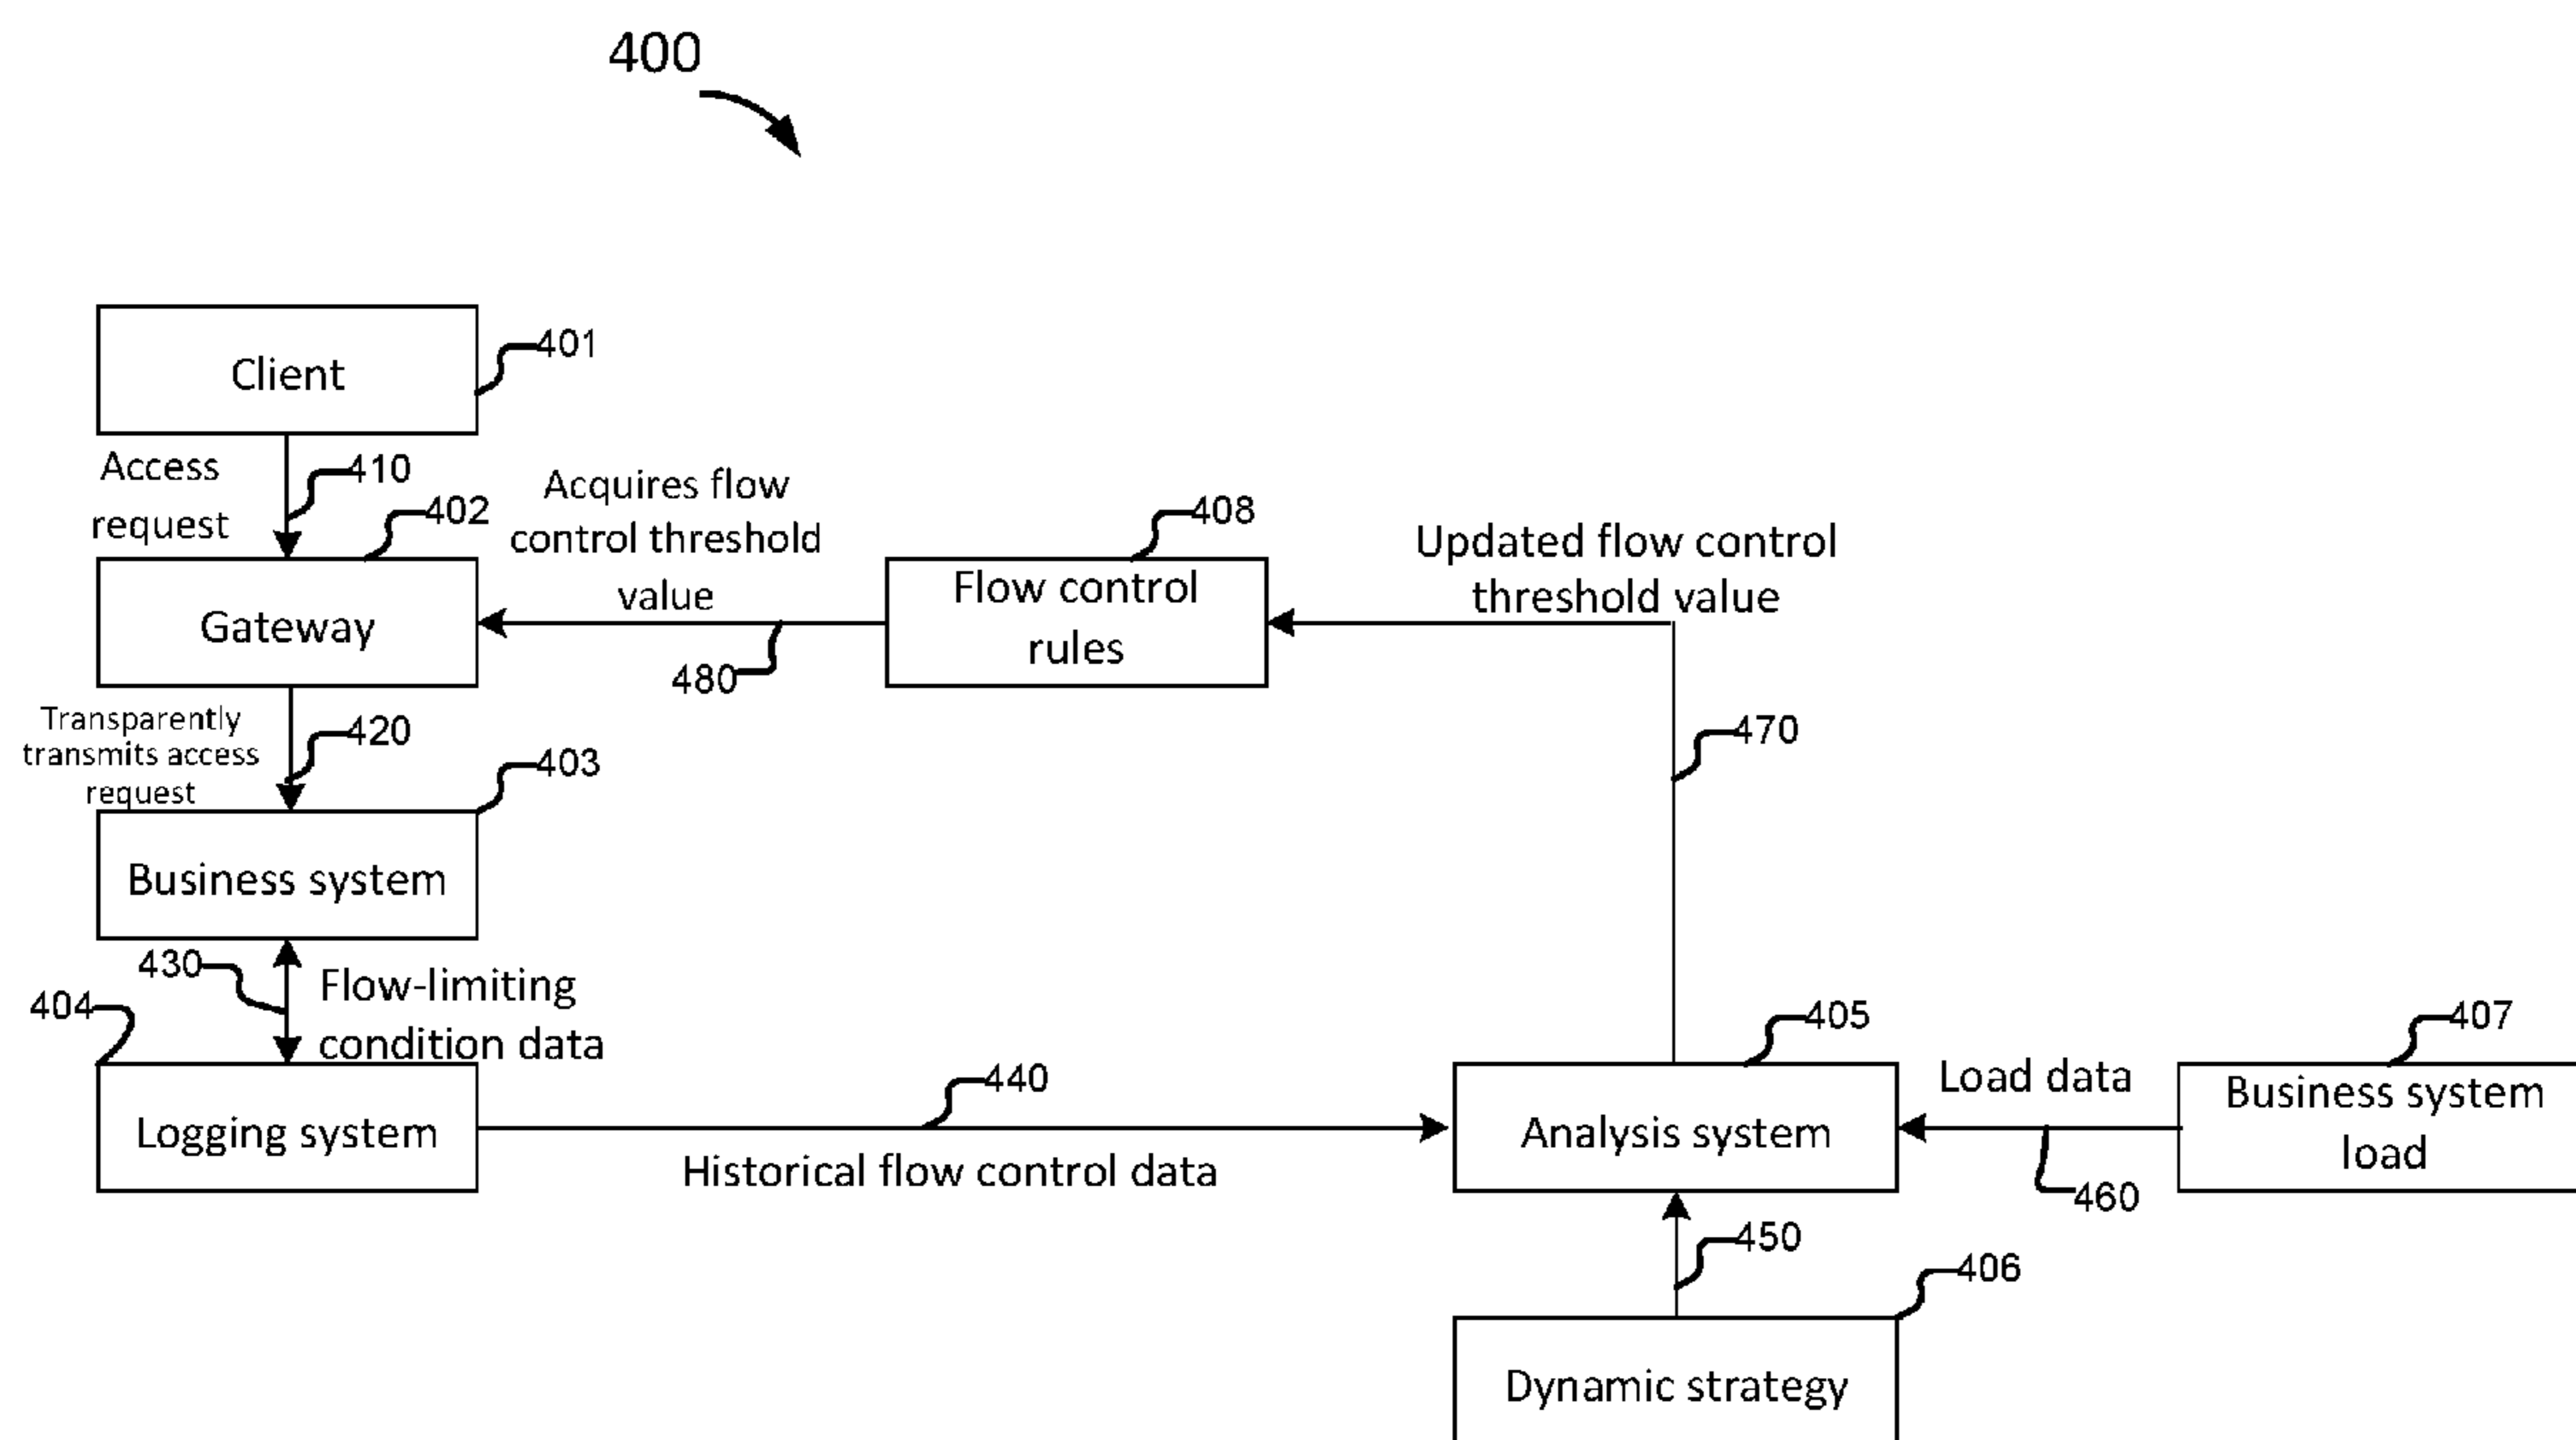 400
Client
401
Access
request
410
402
Acquires flow
control threshold
value
408
Updated flow control
threshold value
Gateway
Flow control
rules
480
Transparently
transmits access
request
420
403
470
Business system
430
Flow-limiting
condition data
404
405
407
Logging system
440
Historical flow control data
Analysis system
Load data
Business system
load
460
450
406
Dynamic strategy